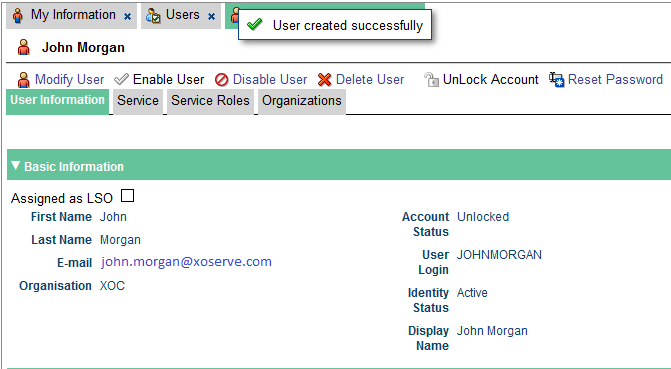 My Information x Users x
User created successfully
John Morgan
Modify User Enable User Disable User Delete User UnLock Account Reset Password
User Information Service Service Roles Organizations
Basic Information
Assigned as LSO
First Name John
Last Name Morgan
E-mail john.morgan@xoserve.com
Organisation XOC
Account Status Unlocked
User Login JOHNMORGAN
Identity Status Active
Display Name John Morgan